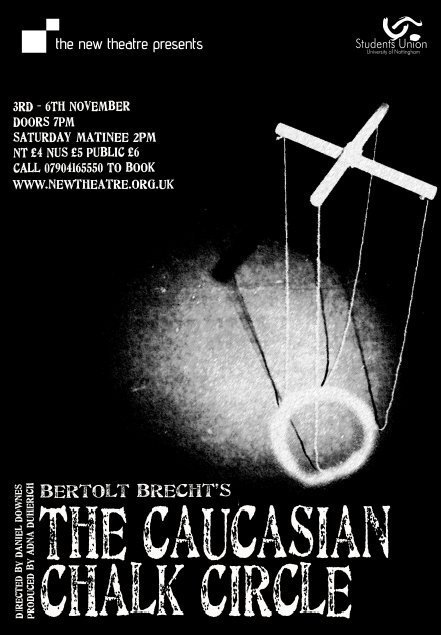 the new theatre presents
Students Union
University of Nottingham
3RD - 6TH NOVEMBER
DOORS 7PM
SATURDAY MATINEE 2PM
NT £4 NUS £5 PUBLIC £6
CALL 07904165550 TO BOOK
WWW.NEWTHEATRE.ORG.UK
DIRECTED BY DANIEL DOWNES
PRODUCED BY ADNA DUMERICH
BERTOLT BRECHT'S
THE CAUCASIAN
CHALK CIRCLE